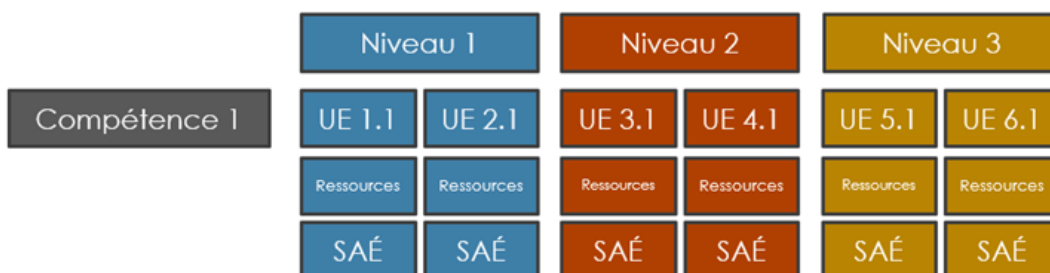 Niveau 1 Niveau 2 Niveau 3
Compétence 1 UE 1.1 UE 2.1 UE 3.1 UE 4.1 UE 5.1 UE 6.1
Ressources Ressources Ressources Ressources Ressources Ressources
SAÉ SAÉ SAÉ SAÉ SAÉ SAÉ